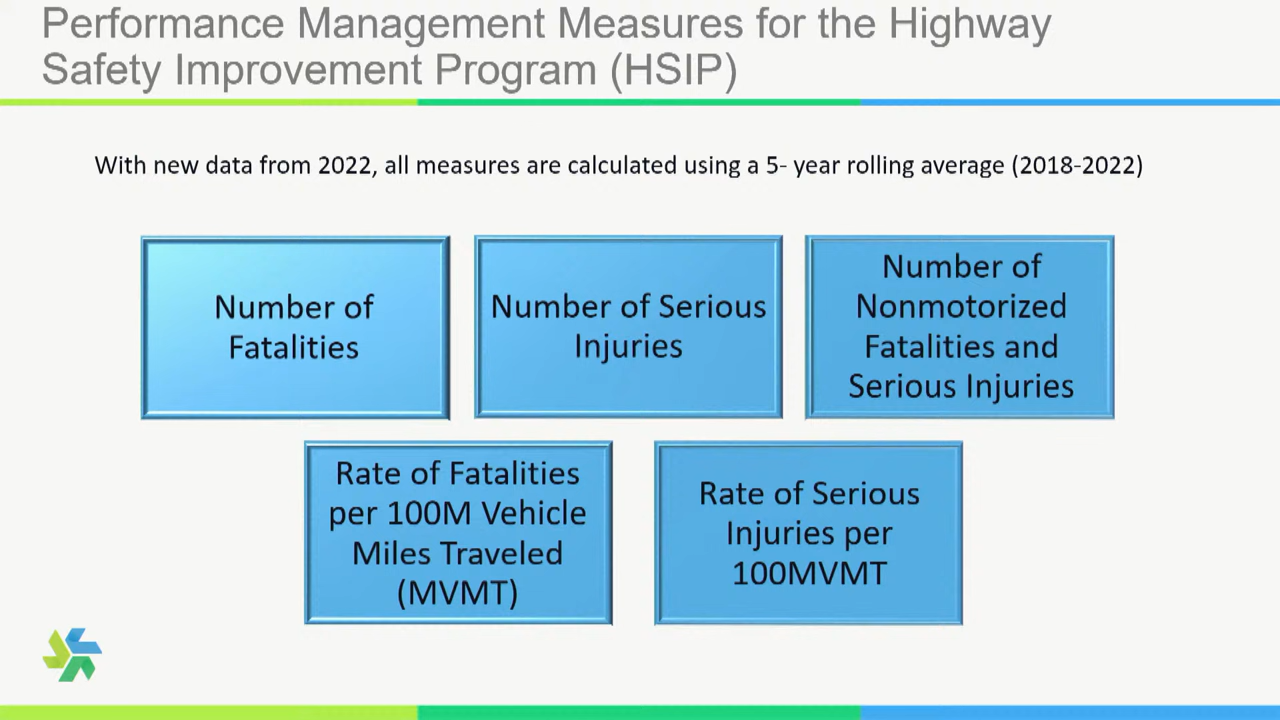 Performance Management Measures for the Highway
Safety Improvement Program (HSIP)
With new data from 2022, all measures are calculated using a 5- year rolling average (2018-2022)
Number of
Fatalities
Number of Serious
Injuries
Number of
Nonmotorized
Fatalities and
Serious Injuries
Rate of Fatalities
per 100M Vehicle
Miles Traveled
(MVMT)
Rate of Serious
Injuries per
100MVMT